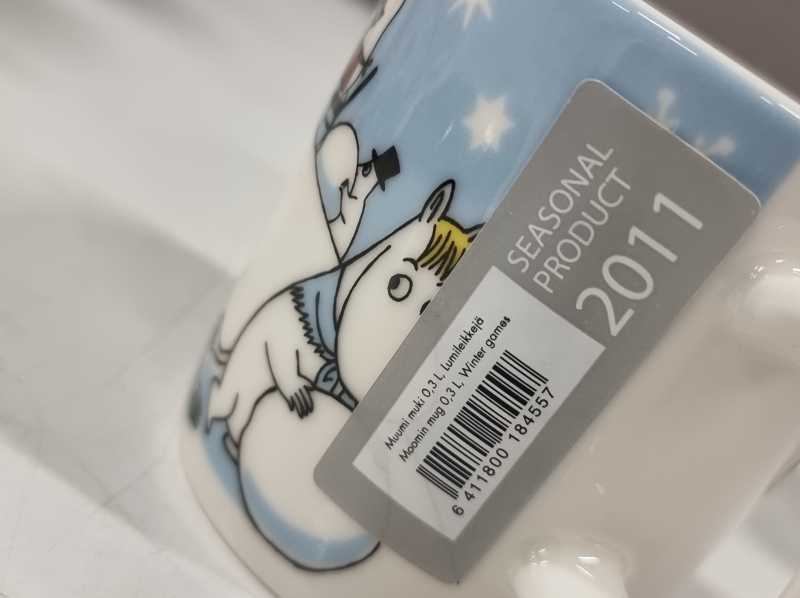 SEASONAL
PRODUCT
2011
Muumi muki 0,3 L, Lumileikkejä
Moomin mug 0,3 L, Winter games
6 411800 184557